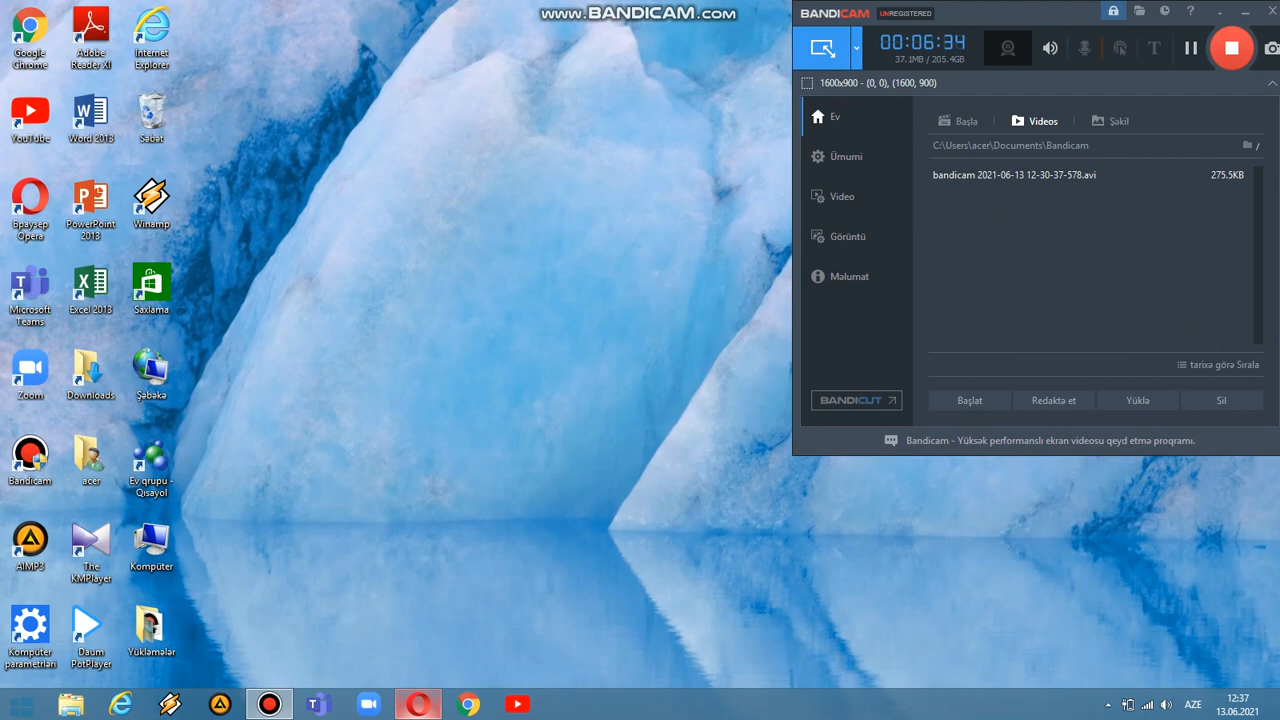 www.BANDICAM.com
Google Chrome
Adobe Reader XI
Internet Explorer
YouTube
Word 2013
Səbət
Браузер Opera
PowerPoint 2013
Winamp
Microsoft Teams
Excel 2013
Saxlama
Zoom
Downloads
Şəbəkə
Bandicam
acer
Ev qrupu - Qısayol
AIMP3
The KMPlayer
Kompüter
Komputer parametrləri
Daum PotPlayer
Yükləmələr
BANDICAM UNREGISTERED
00:06:34
37.1MB / 205.4GB
1600x900 - (0, 0), (1600, 900)
Ev
Ümumi
Video
Görüntü
Məlumat
BANDICUT
Başla
Videos
Şəkil
C:\Users\acer\Documents\Bandicam
bandicam 2021-06-13 12-30-37-578.avi 275.5KB
tarixə görə Sırala
Başlat
Redaktə et
Yüklə
Sil
Bandicam - Yüksək performanslı ekran videosu qeyd etmə proqramı.
AZE
12:37
13.06.2021